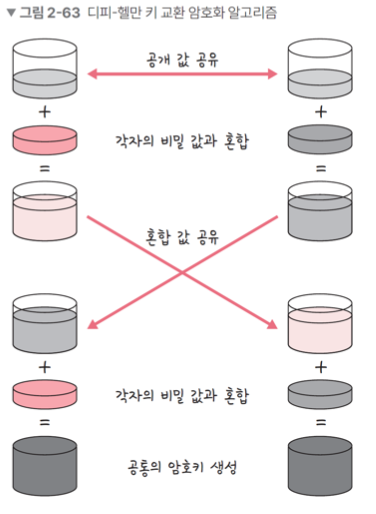 ▼ 그림 2-63 디피-헬만 키 교환 암호화 알고리즘
공개 값 공유
+ +
각자의 비밀 값과 혼합
= =
혼합 값 공유
+ +
각자의 비밀 값과 혼합
= =
공통의 암호키 생성